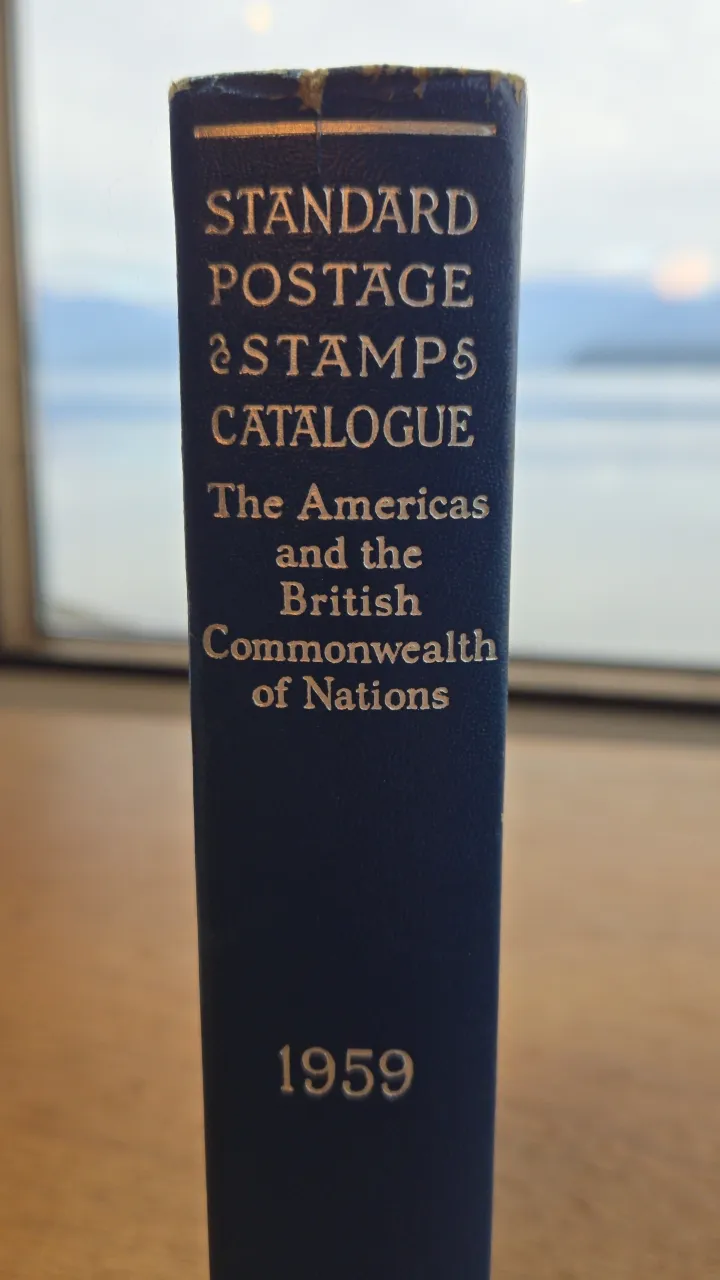 STANDARD
POSTAGE
STAMP
CATALOGUE
The Americas
and the
British
Commonwealth
of Nations
1959